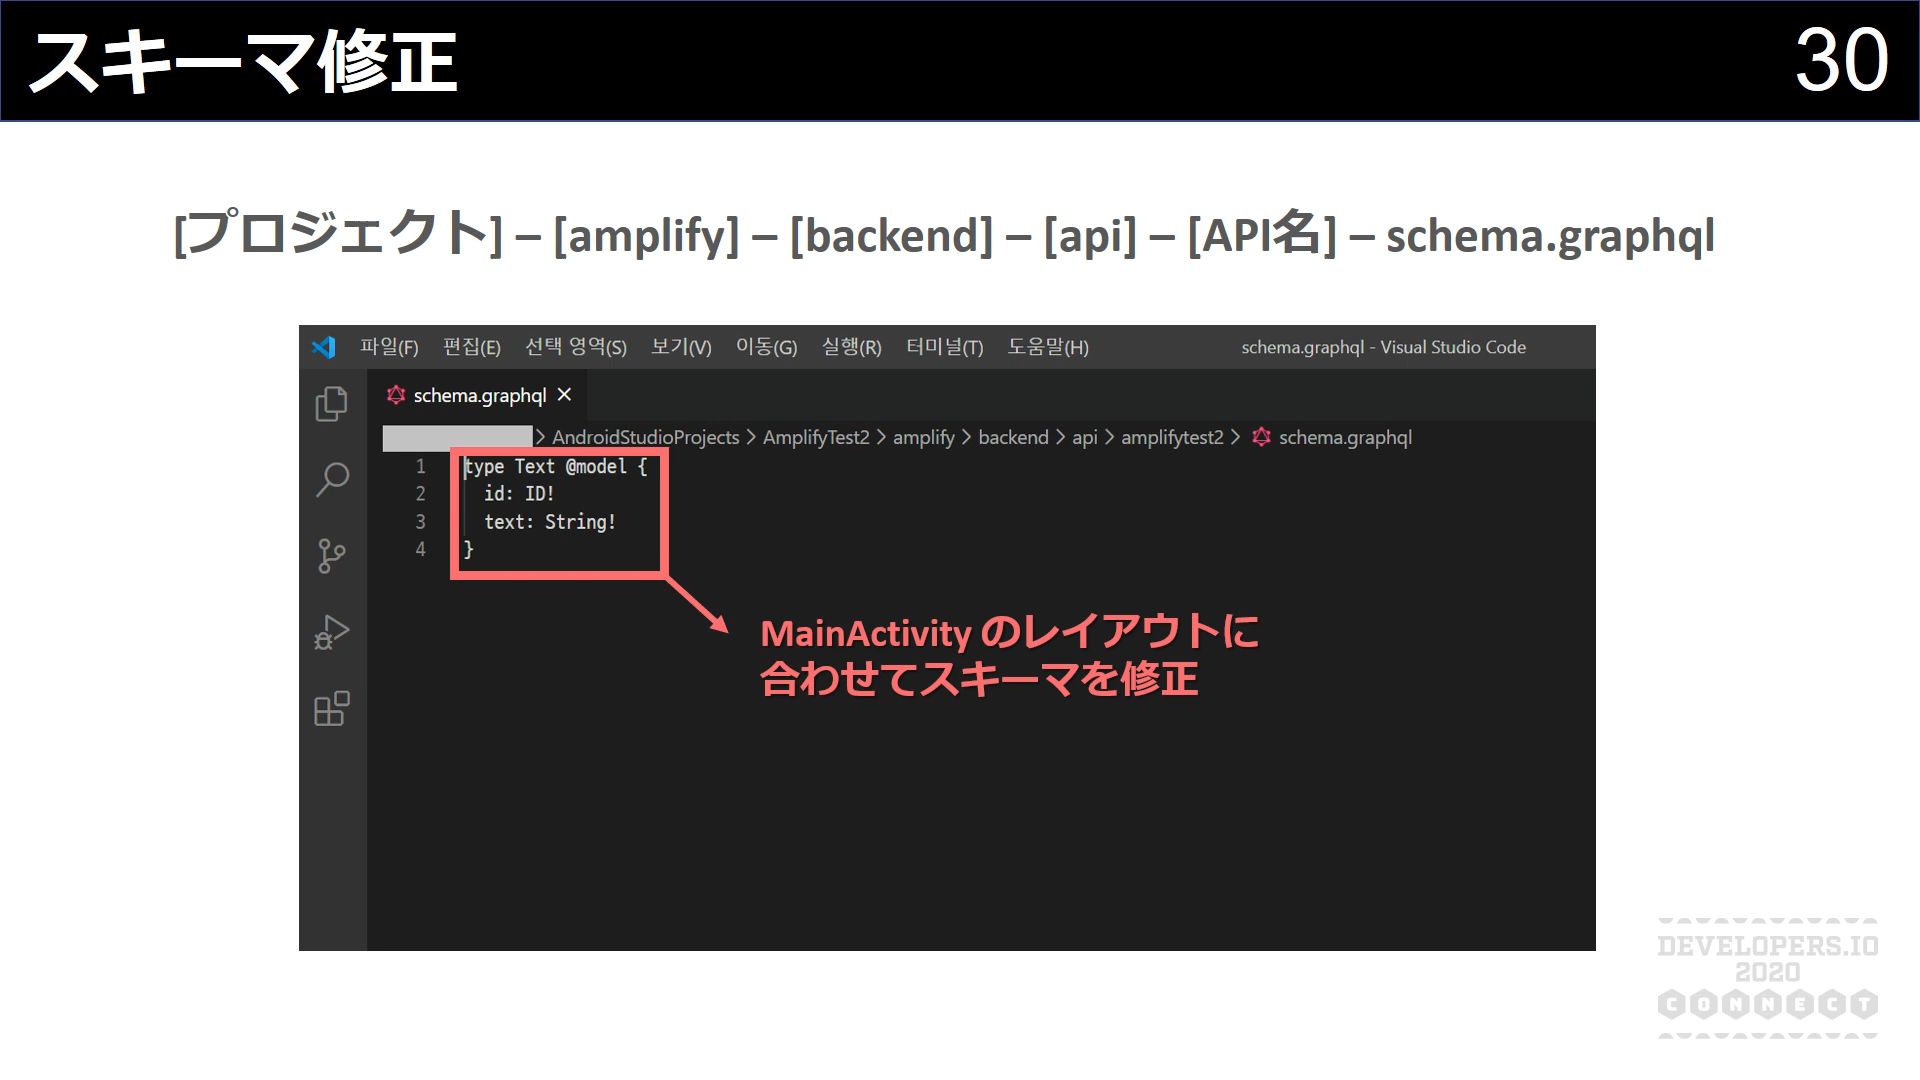 スキーマ修正
30
[プロジェクト] – [amplify] – [backend] – [api] – [API名] – schema.graphql
파일(F) 편집(E) 선택 영역(S) 보기(V) 이동(G) 실행(R) 터미널(T) 도움말(H) schema.graphql - Visual Studio Code
schema.graphql
AndroidStudioProjects > AmplifyTest2 > amplify > backend > api > amplifytest2 > schema.graphql
1 type Text @model {
2 id: ID!
3 text: String!
4 }
MainActivity のレイアウトに
合わせてスキーマを修正
DEVELOPERS.IO
2020
CONNECT